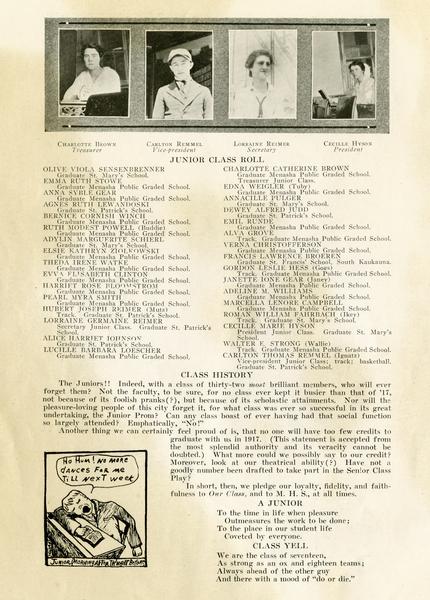 CHARLOTTE BROWN
Treasurer
CARLTON REMMEL
Vice-president
LORRAINE REIMER
Secretary
CECILLE HYSON
President
JUNIOR CLASS ROLL
OLIVE VIOLA SENSENBRENNER
Graduate St. Mary's School.
EMMA RUTH STOWE
Graduate Menasha Public Graded School.
ANNA SYBLE GEAR
Graduate Menasha Public Graded School.
AGNES RUTH LEWANDOSKI
Graduate St. Patrick's School.
BERNICE CORNISH WINCH
Graduate Menasha Public Graded School.
RUTH MODEST POWELL (Buddie)
Graduate Menasha Public Graded School.
ADYLIN MARGUERITE SCHIERL
Graduate St. Mary's School.
ELSIE KATHRYN ZIOLKOWSKI
Graduate Menasha Public Graded School.
THEDA IRENE WATKE
Graduate Menasha Public Graded School.
EVVA ELISABETH CLINTON
Graduate Menasha Public Graded School.
HARRIET ROSE BLOOMSTROM
Graduate Menasha Public Graded School.
PEARL MYRA SMITH
Graduate Menasha Public Graded School.
HUBERT JOSEPH REIMER (Mutz)
Track. Graduate St. Patrick's School.
LORRAINE GERMAINE REIMER
Secretary Junior Class. Graduate St. Patrick's
School.
ALICE HARRIET JOHNSON
Graduate St. Patrick's School.
LUCILLE BARBARA LOESCHER
Graduate Menasha Public Graded School.
CHARLOTTE CATHERINE BROWN
Graduate Menasha Public Graded School.
Treasurer Junior Class.
EDNA WEIGLER (Tuby)
Graduate Menasha Public Graded School.
ANNACILLE PULGER
Graduate St. Mary's School.
DEWEY ALFRED JUDD
Graduate St. Patrick's School.
EMIL RUNDE
Graduate Menasha Public Graded School.
ALVA GROVE
Track. Graduate Menasha Public Graded School.
VERNA CHRISTOFFERSON
Graduate Menasha Public Graded School.
FRANCIS LAWRENCE BROEREN
Graduate St. Francis' School, South Kaukauna.
GORDON LESLIE HESS (Goes)
Track. Graduate Menasha Public Graded School.
JANETTE IONE GEAR (Janey)
Graduate Menasha Public Graded School.
ADELINE M. WILLIAMS
Graduate Menasha Public Graded School.
MARCELLA LENORE CAMPBELL
Graduate Menasha Public Graded School.
ROMAN WILLIAM FAHRBACH (Bob)
Track. Graduate St. Mary's School.
CECILLE MARIE HYSON
President Junior Class. Graduate St. Mary's
School.
WALTER E. STRONG (Wallie)
Track. Graduate Menasha Public Graded School.
CARLTON THOMAS REMMEL (Ignatz)
Vice-president Junior Class; track; basketball.
Graduate St. Patrick's School.
CLASS HISTORY
The Juniors!! Indeed, with a class of thirty-two most brilliant members, who will ever
forget them? Not the faculty, to be sure, for no class ever kept it busier than that of '17,
not because of its foolish pranks(?), but because of its scholastic attainments. Nor will the
pleasure-loving people of this city forget it, for what class was ever so successful in its great
undertaking, the Junior Prom? Can any class boast of ever having had that social function
so largely attended? Emphatically, "No!"
Another thing we can certainly feel proud of is, that no one will have too few credits to
graduate with us in 1917. (This statement is accepted from
the most splendid authority and its veracity cannot be
doubted.) What more could we possibly say to our credit?
Moreover, look at our theatrical ability(?) Have not a
goodly number been drafted to take part in the Senior Class
Play?
In short, then, we pledge our loyalty, fidelity, and faith-
fulness to Our Class, and to M. H. S., at all times.
HO HUM! NO MORE
DANCES FOR ME
TILL NEXT WEEK
A JUNIOR
To the time in life when pleasure
Outmeasures the work to be done;
To the place in our student life
Coveted by everyone.
CLASS YELL
We are the class of seventeen,
As strong as an ox and eighteen teams;
Always ahead of the other guy
And there with a mood of "do or die."